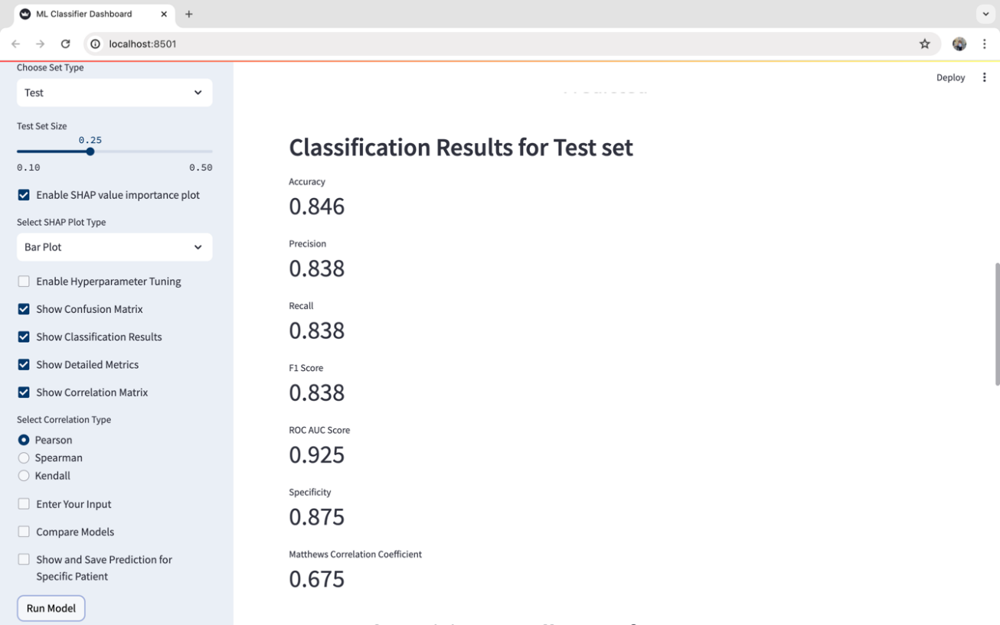 ML Classifier Dashboard
localhost:8501
Choose Set Type
Test
Test Set Size
0.25
0.10 0.50
Enable SHAP value importance plot
Select SHAP Plot Type
Bar Plot
Enable Hyperparameter Tuning
Show Confusion Matrix
Show Classification Results
Show Detailed Metrics
Show Correlation Matrix
Select Correlation Type
Pearson
Spearman
Kendall
Enter Your Input
Compare Models
Show and Save Prediction for
Specific Patient
Run Model
Deploy
Classification Results for Test set
Accuracy
0.846
Precision
0.838
Recall
0.838
F1 Score
0.838
ROC AUC Score
0.925
Specificity
0.875
Matthews Correlation Coefficient
0.675